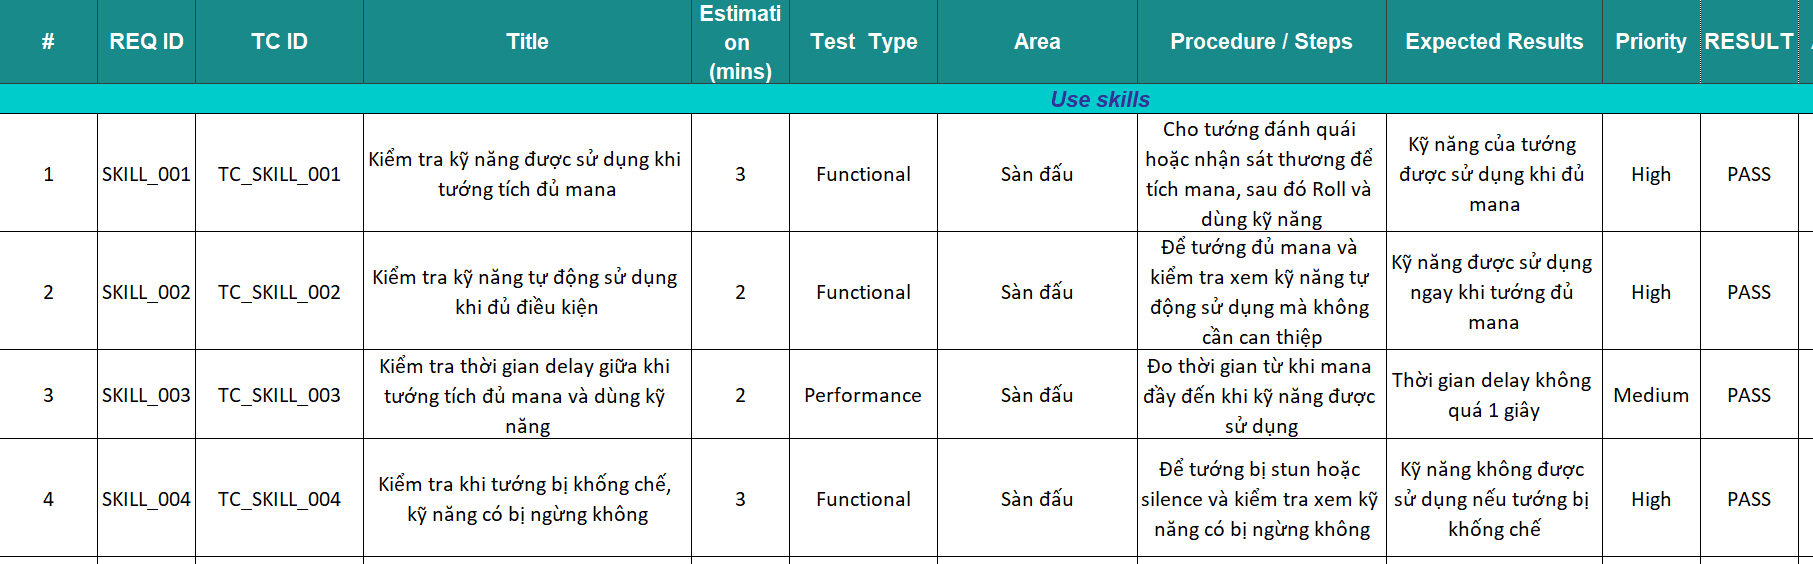 #
REQ ID
TC ID
Title
Estimati
on
(mins)
Test Type
Area
Procedure / Steps
Expected Results
Priority
RESULT
Use skills
1
SKILL_001
TC_SKILL_001
Kiểm tra kỹ năng được sử dụng khi
tướng tích đủ mana
3
Functional
Sàn đấu
Cho tướng đánh quái
hoặc nhận sát thương để
tích mana, sau đó Roll và
dùng kỹ năng
Kỹ năng của tướng
được sử dụng khi đủ
mana
High
PASS
2
SKILL_002
TC_SKILL_002
Kiểm tra kỹ năng tự động sử dụng
khi đủ điều kiện
2
Functional
Sàn đấu
Để tướng đủ mana và
kiểm tra xem kỹ năng tự
động sử dụng mà không
cần can thiệp
Kỹ năng được sử dụng
ngay khi tướng đủ
mana
High
PASS
3
SKILL_003
TC_SKILL_003
Kiểm tra thời gian delay giữa khi
tướng tích đủ mana và dùng kỹ
năng
2
Performance
Sàn đấu
Đo thời gian từ khi mana
đầy đến khi kỹ năng được
sử dụng
Thời gian delay không
quá 1 giây
Medium
PASS
4
SKILL_004
TC_SKILL_004
Kiểm tra khi tướng bị khống chế,
kỹ năng có bị ngừng không
3
Functional
Sàn đấu
Để tướng bị stun hoặc
silence và kiểm tra xem kỹ
năng có bị ngừng không
Kỹ năng không được
sử dụng nếu tướng bị
khống chế
High
PASS